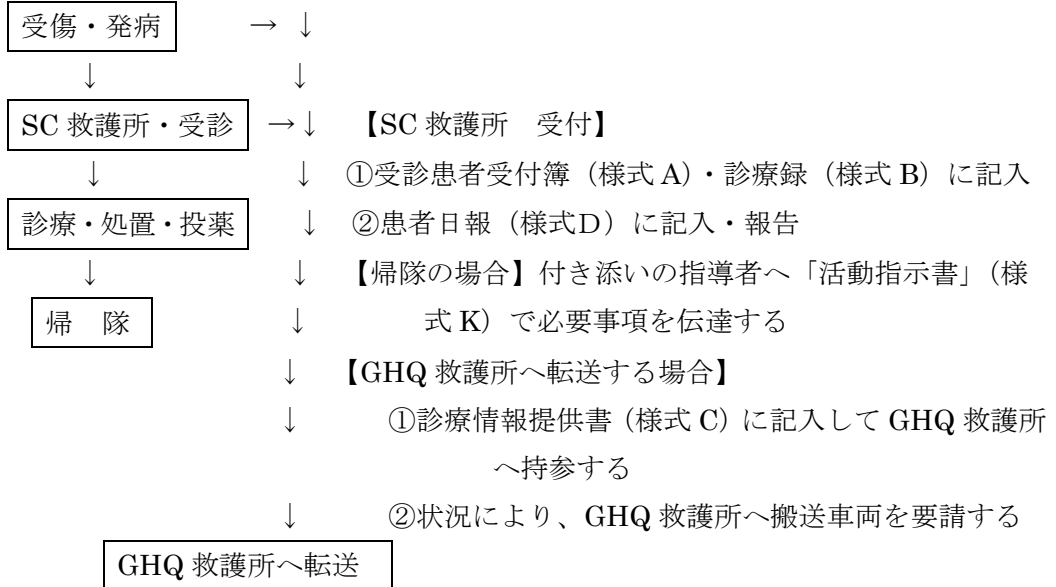 受傷・発病 → ↓
↓ ↓
SC 救護所・受診 →↓ 【SC 救護所 受付】
↓ ↓ ①受診患者受付簿（様式 A）・診療録（様式 B）に記入
診療・処置・投薬 ↓ ②患者日報（様式D）に記入・報告
↓ ↓ 【帰隊の場合】付き添いの指導者へ「活動指示書」（様
帰 隊 ↓ 式 K）で必要事項を伝達する
↓ 【GHQ 救護所へ転送する場合】
↓ ①診療情報提供書（様式 C）に記入して GHQ 救護所
へ持参する
↓ ②状況により、GHQ 救護所へ搬送車両を要請する
GHQ 救護所へ転送